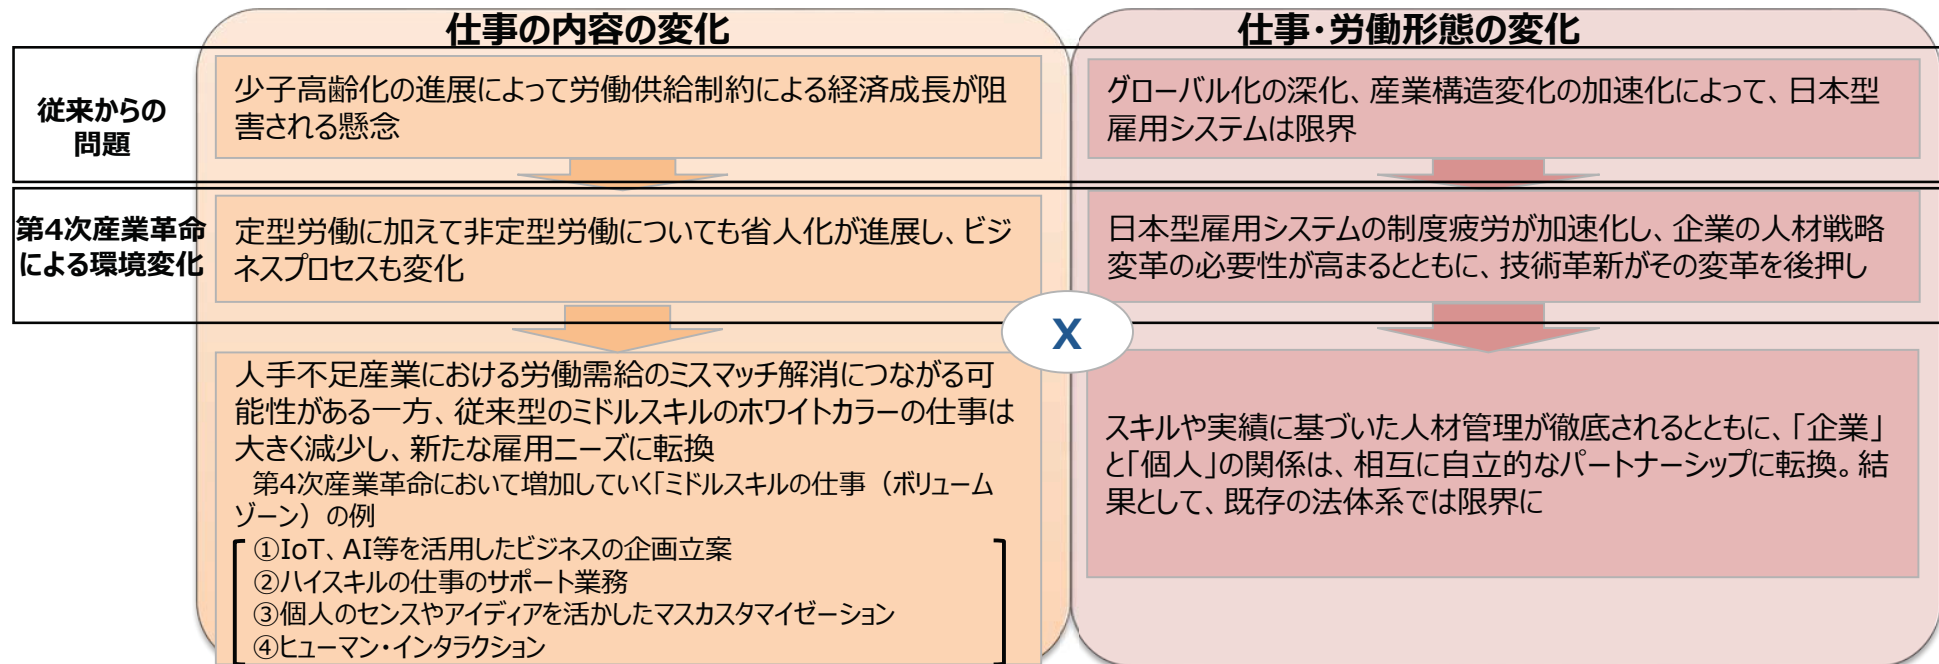 仕事の内容の変化
仕事・労働形態の変化
従来からの
問題
少子高齢化の進展によって労働供給制約による経済成長が阻
害される懸念
グローバル化の深化、産業構造変化の加速化によって、日本型
雇用システムは限界
第4次産業革命
による環境変化
定型労働に加えて非定型労働についても省人化が進展し、ビジ
ネスプロセスも変化
日本型雇用システムの制度疲労が加速化し、企業の人材戦略
変革の必要性が高まるとともに、技術革新がその変革を後押し
X
人手不足産業における労働需給のミスマッチ解消につながる可
能性がある一方、従来型のミドルスキルのホワイトカラーの仕事は
大きく減少し、新たな雇用ニーズに転換
第4次産業革命において増加していく「ミドルスキルの仕事（ボリューム
ゾーン）の例
①IoT、AI等を活用したビジネスの企画立案
②ハイスキルの仕事のサポート業務
③個人のセンスやアイディアを活かしたマスカスタマイゼーション
④ヒューマン・インタラクション
スキルや実績に基づいた人材管理が徹底されるとともに、「企業」
と「個人」の関係は、相互に自立的なパートナーシップに転換。結
果として、既存の法体系では限界に